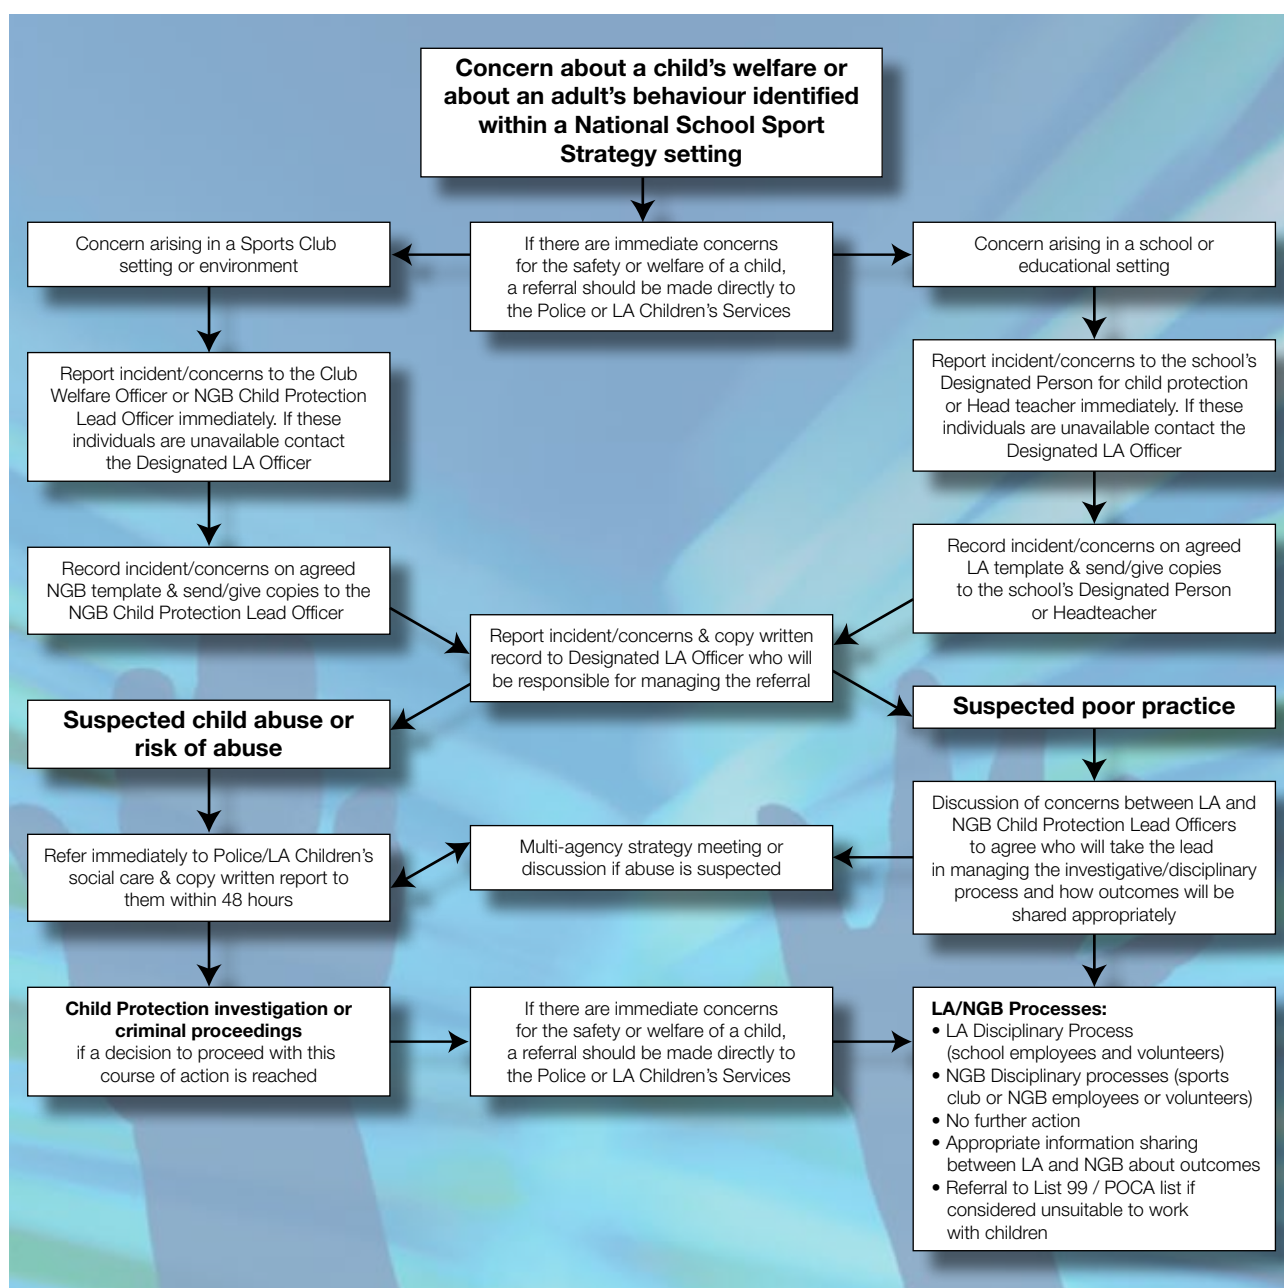 Concern about a child’s welfare or
about an adult’s behaviour identified
within a National School Sport
Strategy setting
Concern arising in a Sports Club
setting or environment
If there are immediate concerns
for the safety or welfare of a child,
a referral should be made directly to
the Police or LA Children’s Services
Concern arising in a school or
educational setting
Report incident/concerns to the Club
Welfare Officer or NGB Child Protection
Lead Officer immediately. If these
individuals are unavailable contact
the Designated LA Officer
Report incident/concerns to the school’s
Designated Person for child protection
or Head teacher immediately. If these
individuals are unavailable contact the
Designated LA Officer
Record incident/concerns on agreed
NGB template & send/give copies to the
NGB Child Protection Lead Officer
Record incident/concerns on agreed
LA template & send/give copies
to the school’s Designated Person
or Headteacher
Report incident/concerns & copy written
record to Designated LA Officer who will
be responsible for managing the referral
Suspected child abuse or
risk of abuse
Suspected poor practice
Refer immediately to Police/LA Children’s
social care & copy written report to
them within 48 hours
Multi-agency strategy meeting or
discussion if abuse is suspected
Discussion of concerns between LA and
NGB Child Protection Lead Officers
to agree who will take the lead
in managing the investigative/disciplinary
process and how outcomes will be
shared appropriately
Child Protection investigation or
criminal proceedings
if a decision to proceed with this
course of action is reached
If there are immediate concerns
for the safety or welfare of a child,
a referral should be made directly to
the Police or LA Children’s Services
LA/NGB Processes:
• LA Disciplinary Process
(school employees and volunteers)
• NGB Disciplinary processes (sports
club or NGB employees or volunteers)
• No further action
• Appropriate information sharing
between LA and NGB about outcomes
• Referral to List 99 / POCA list if
considered unsuitable to work
with children